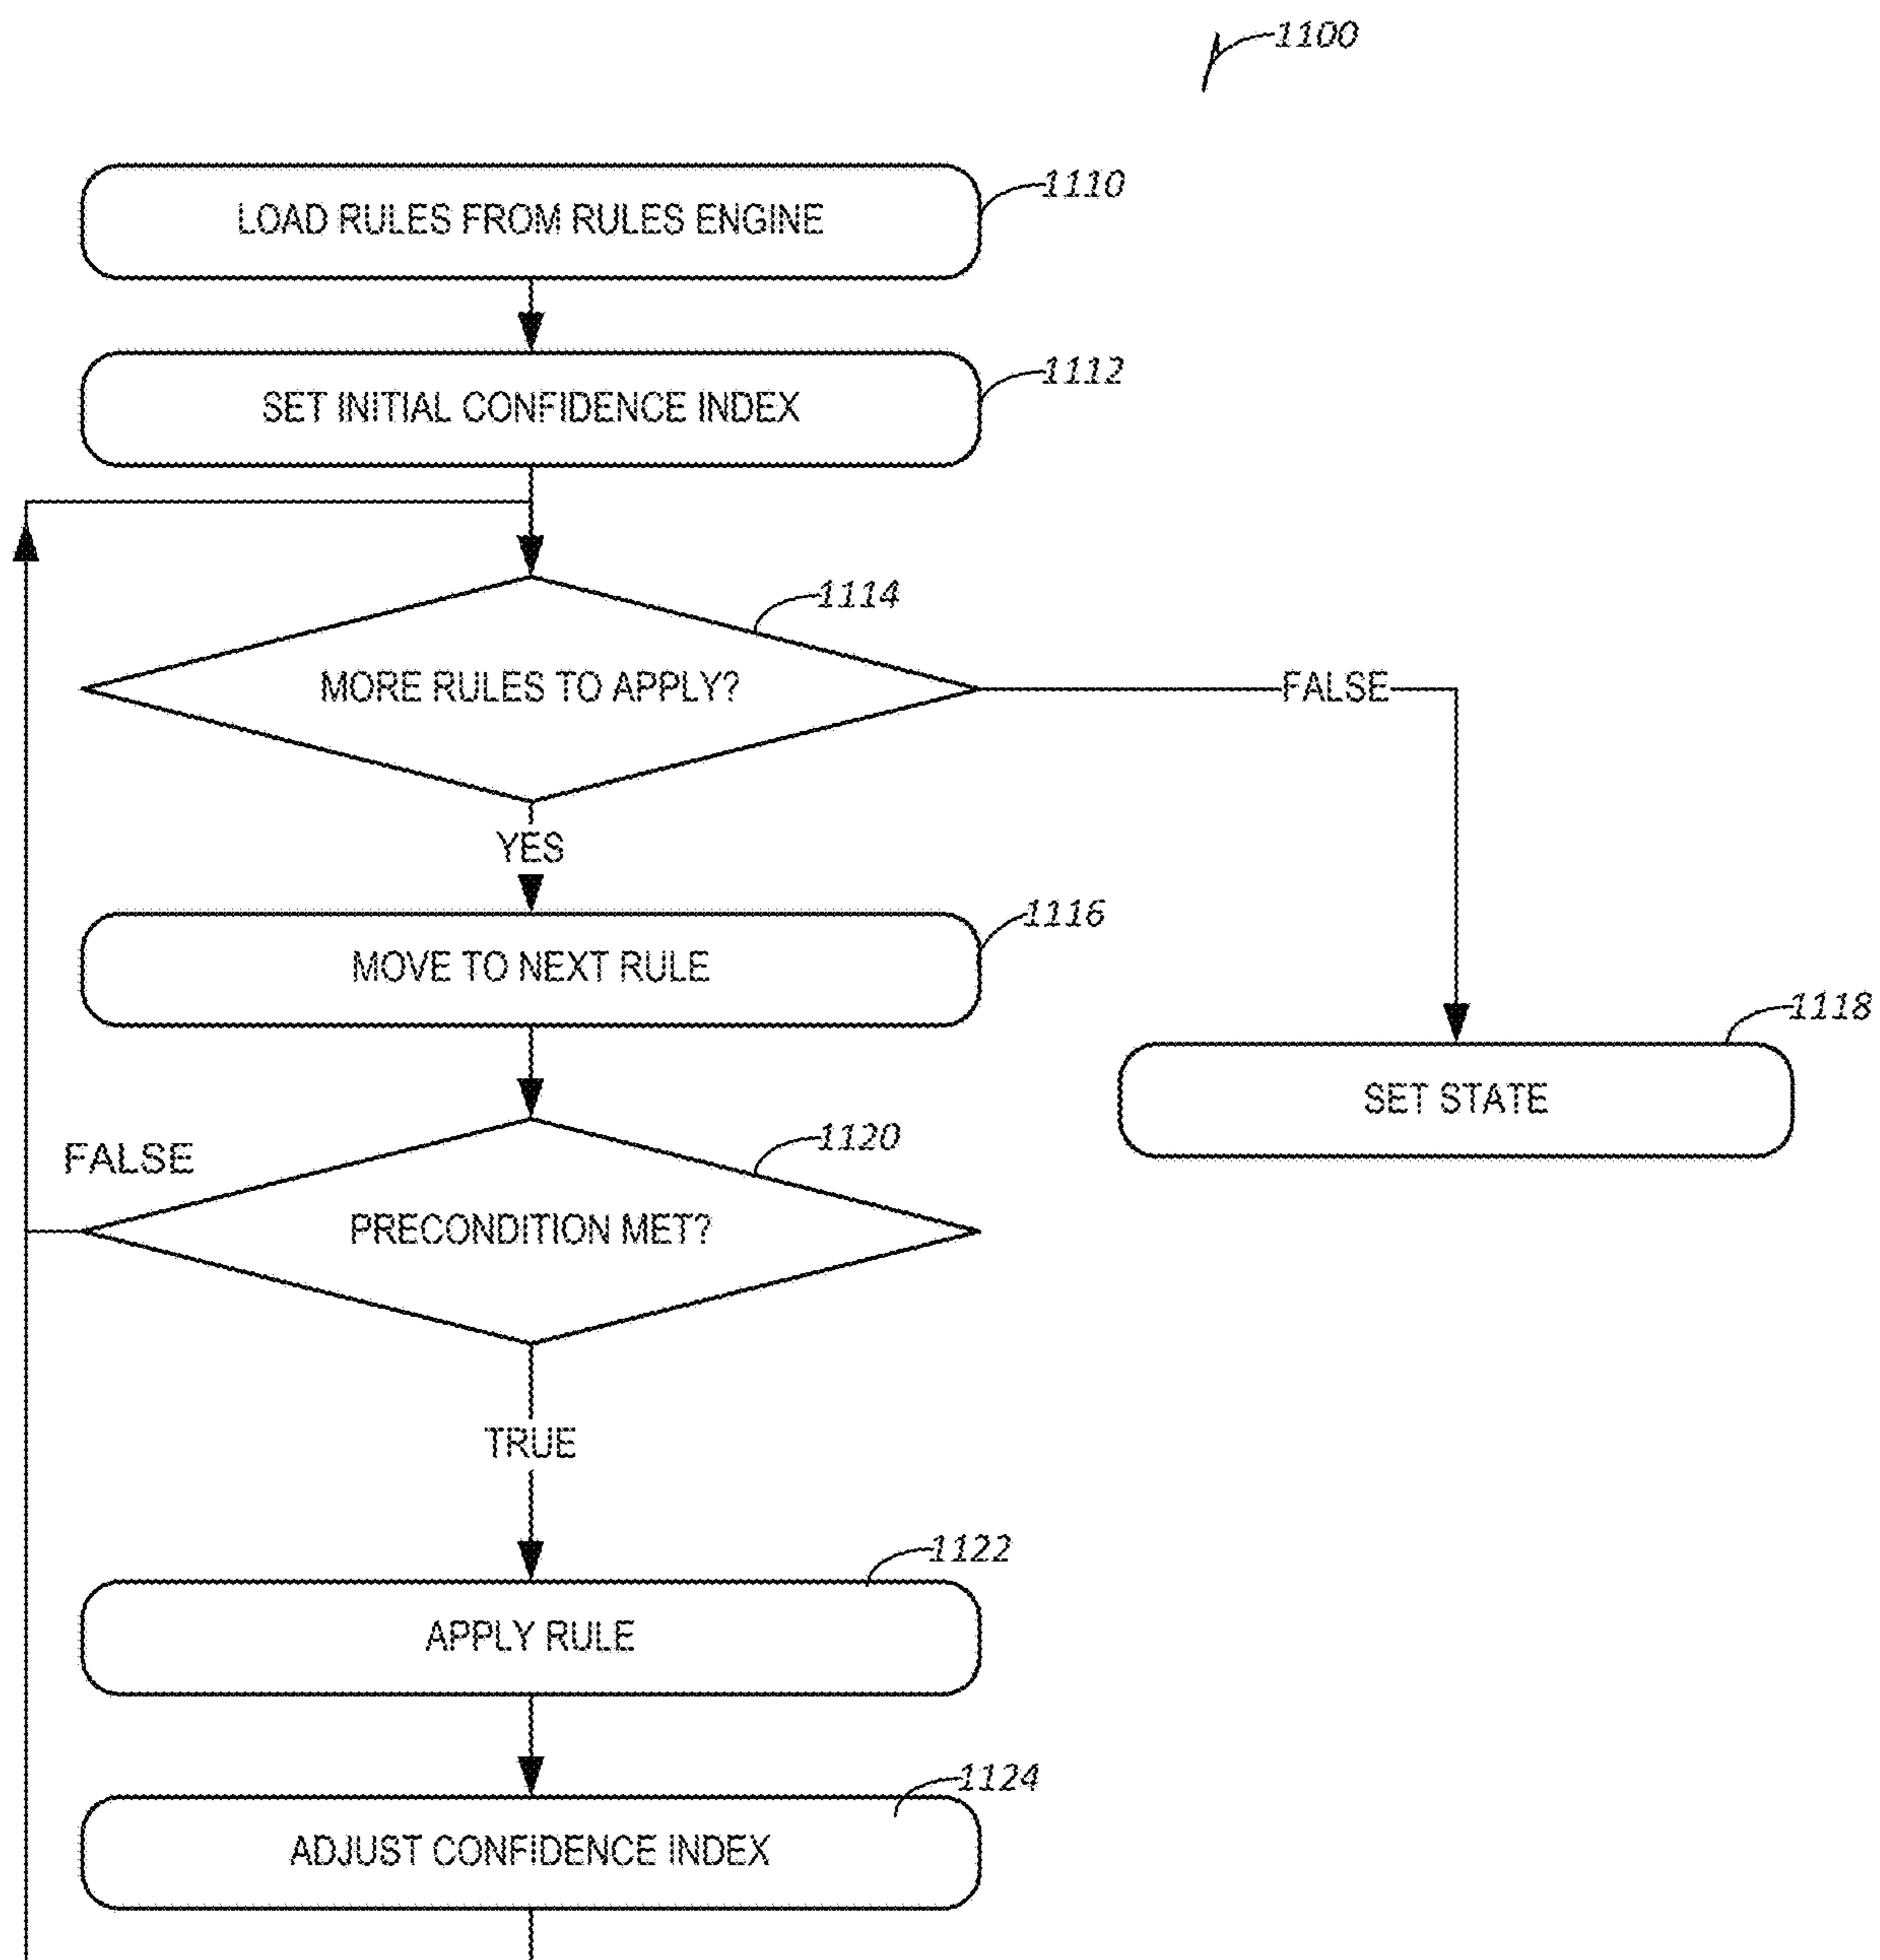 1100
LOAD RULES FROM RULES ENGINE
1110
SET INITIAL CONFIDENCE INDEX
1112
MORE RULES TO APPLY?
1114
FALSE
YES
MOVE TO NEXT RULE
1116
SET STATE
1118
FALSE
PRECONDITION MET?
1120
TRUE
APPLY RULE
1122
ADJUST CONFIDENCE INDEX
1124